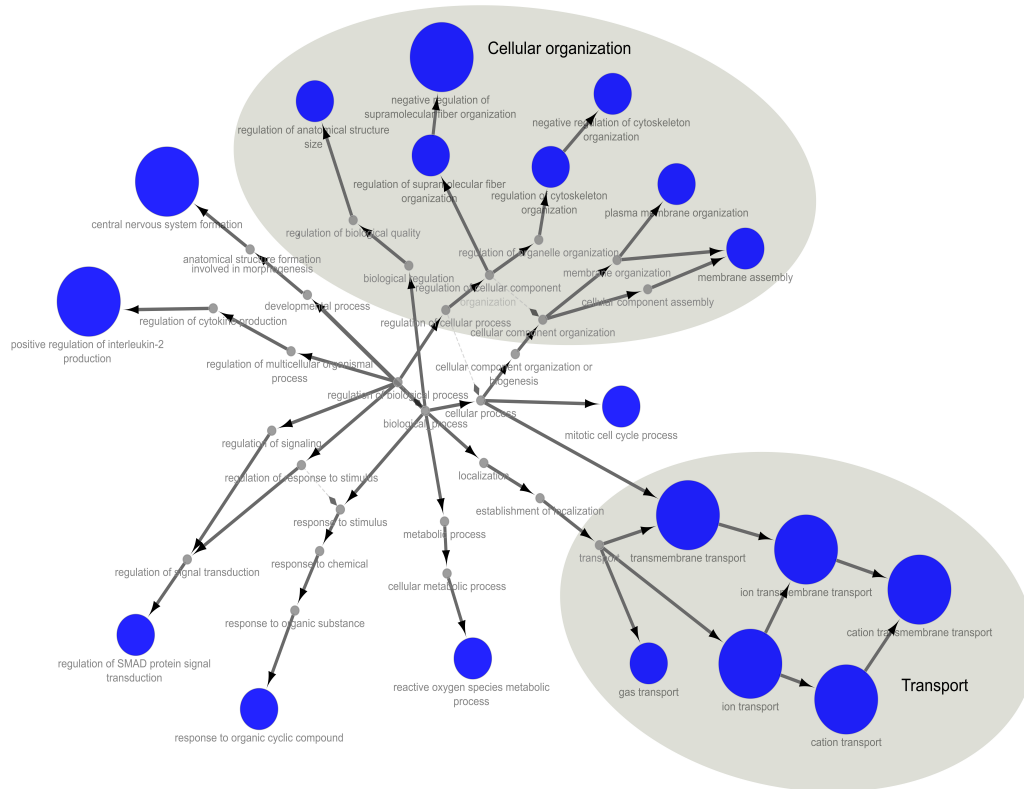 Cellular organization
negative regulation of
supramolecular fiber organization
negative regulation of cytoskeleton
organization
regulation of anatomical structure
size
regulation of supramolecular fiber
organization
regulation of cytoskeleton
organization
plasma membrane organization
central nervous system formation
regulation of biological quality
regulation of organelle organization
membrane assembly
anatomical structure formation
involved in morphogenesis
biological regulation
membrane organization
regulation of cellular component
organization
cellular component assembly
developmental process
regulation of cytokine production
regulation of cellular process
cellular component organization
positive regulation of interleukin-2
production
regulation of multicellular organismal
process
cellular component organization or
biogenesis
regulation of biological process
cellular process
biological process
mitotic cell cycle process
regulation of signaling
regulation of response to stimulus
localization
establishment of localization
response to stimulus
metabolic process
transport
transmembrane transport
regulation of signal transduction
response to chemical
cellular metabolic process
ion transmembrane transport
response to organic substance
cation transmembrane transport
regulation of SMAD protein signal
transduction
reactive oxygen species metabolic
process
gas transport
ion transport
Transport
response to organic cyclic compound
cation transport